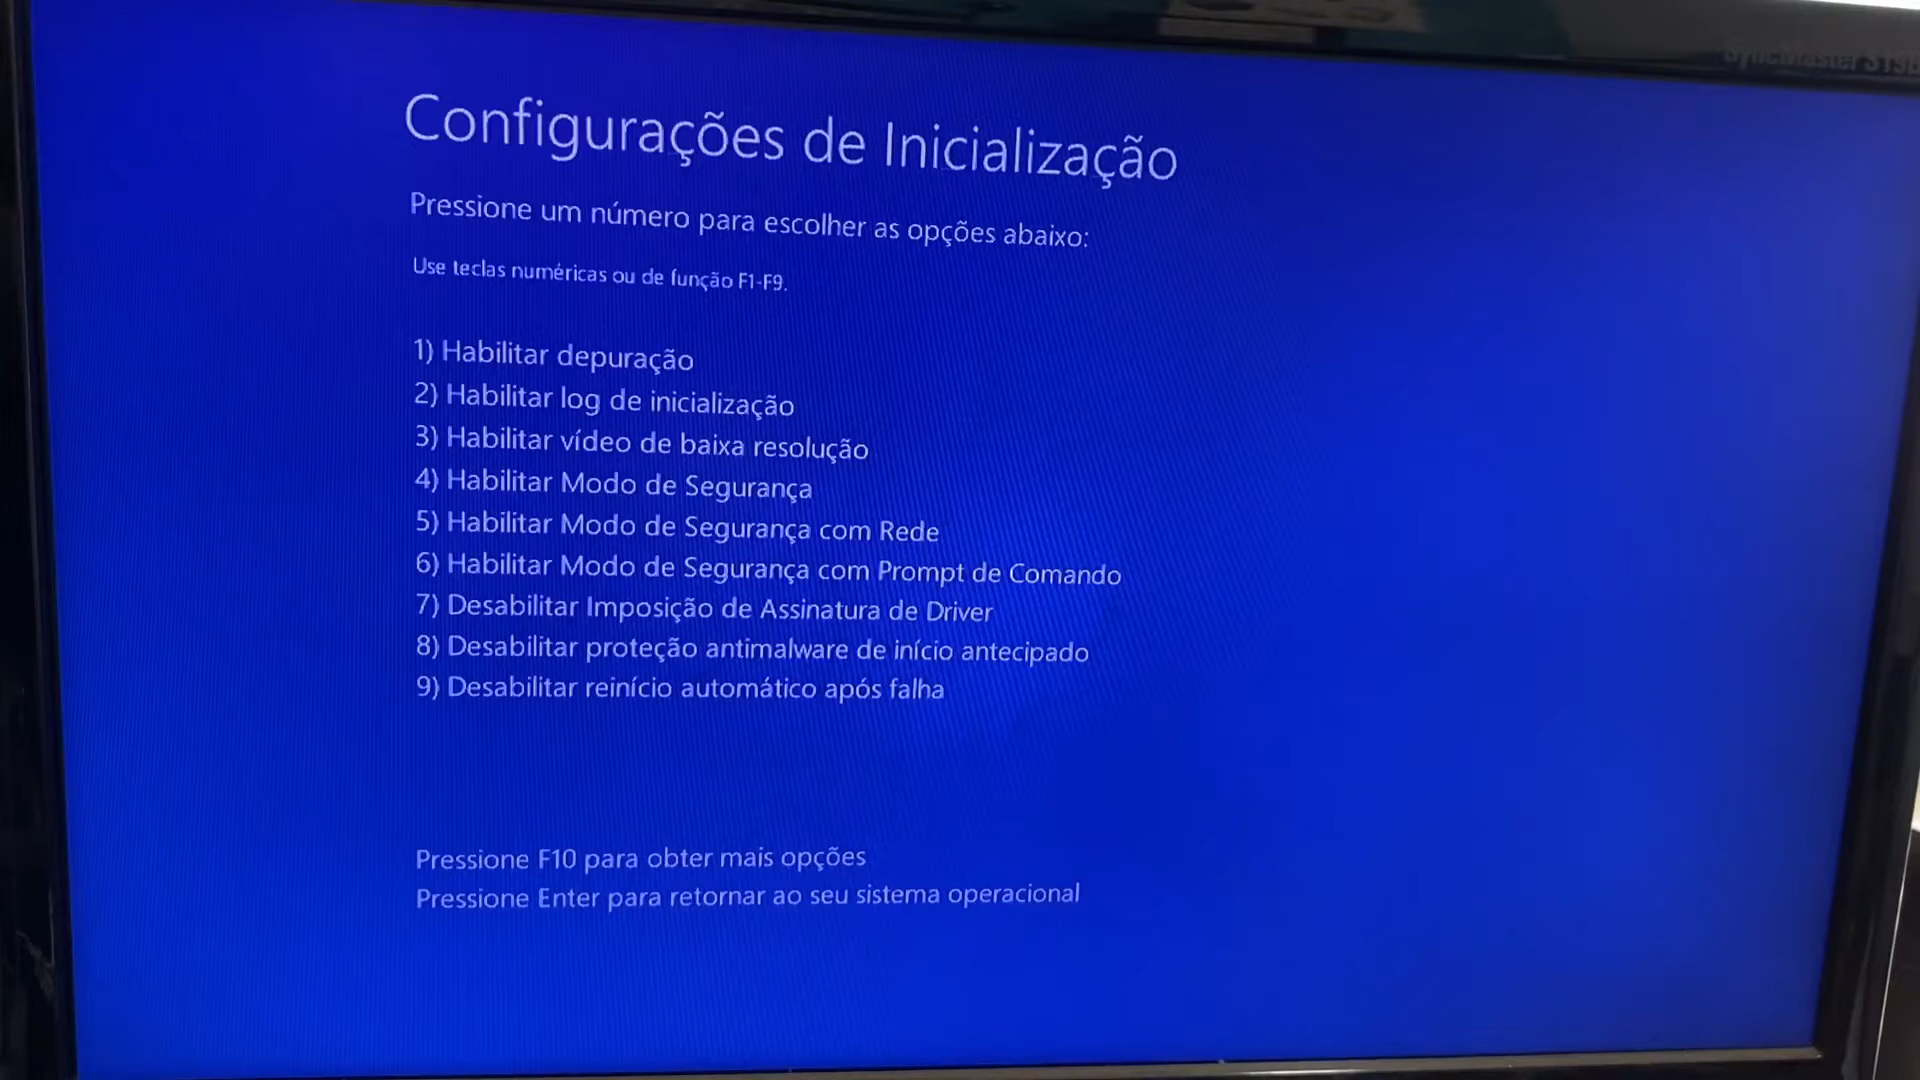 Configurações de Inicialização
Pressione um número para escolher as opções abaixo:
Use teclas numéricas ou de função F1-F9.
1) Habilitar depuração
2) Habilitar log de inicialização
3) Habilitar vídeo de baixa resolução
4) Habilitar Modo de Segurança
5) Habilitar Modo de Segurança com Rede
6) Habilitar Modo de Segurança com Prompt de Comando
7) Desabilitar Imposição de Assinatura de Driver
8) Desabilitar proteção antimalware de início antecipado
9) Desabilitar reinício automático após falha
Pressione F10 para obter mais opções
Pressione Enter para retornar ao seu sistema operacional